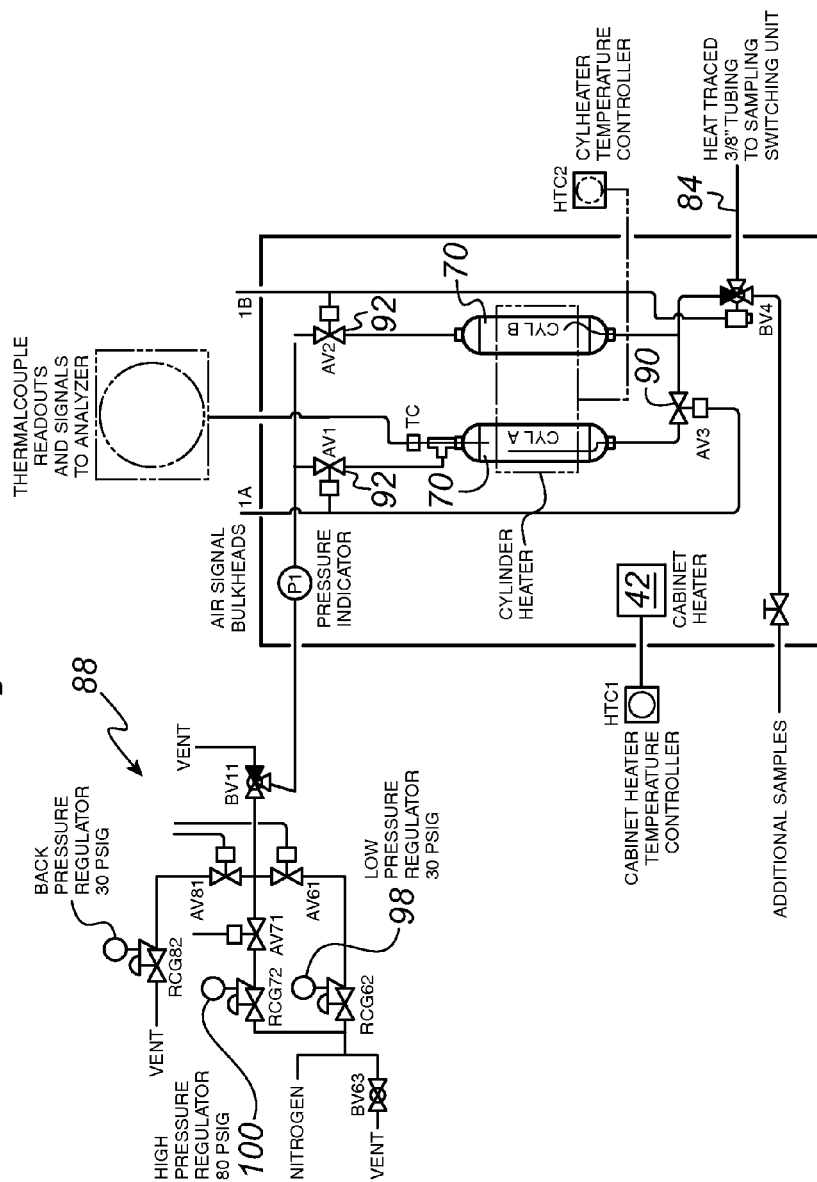 88
BACK
PRESSURE
REGULATOR
30 PSIG
RCG82
VENT
AV81
HIGH
PRESSURE
REGULATOR
80 PSIG
100
RCG72
AV71
AV61
VENT
BV11
LOW
PRESSURE
REGULATOR
30 PSIG
98
RCG62
NITROGEN
BV63
VENT
THERMALCOUPLE
READOUTS
AND SIGNALS
TO ANALYZER
AIR SIGNAL
BULKHEADS
1A
1B
P1
PRESSURE
INDICATOR
AV1
92
TC
AV2
92
70
CYL A
70
CYL B
CYLINDER
HEATER
90
AV3
BV4
84
HEAT TRACED
3/8" TUBING
TO SAMPLING
SWITCHING UNIT
HTC2
CYLHEATER
TEMPERATURE
CONTROLLER
42
CABINET
HEATER
HTC1
CABINET HEATER
TEMPERATURE
CONTROLLER
ADDITIONAL SAMPLES